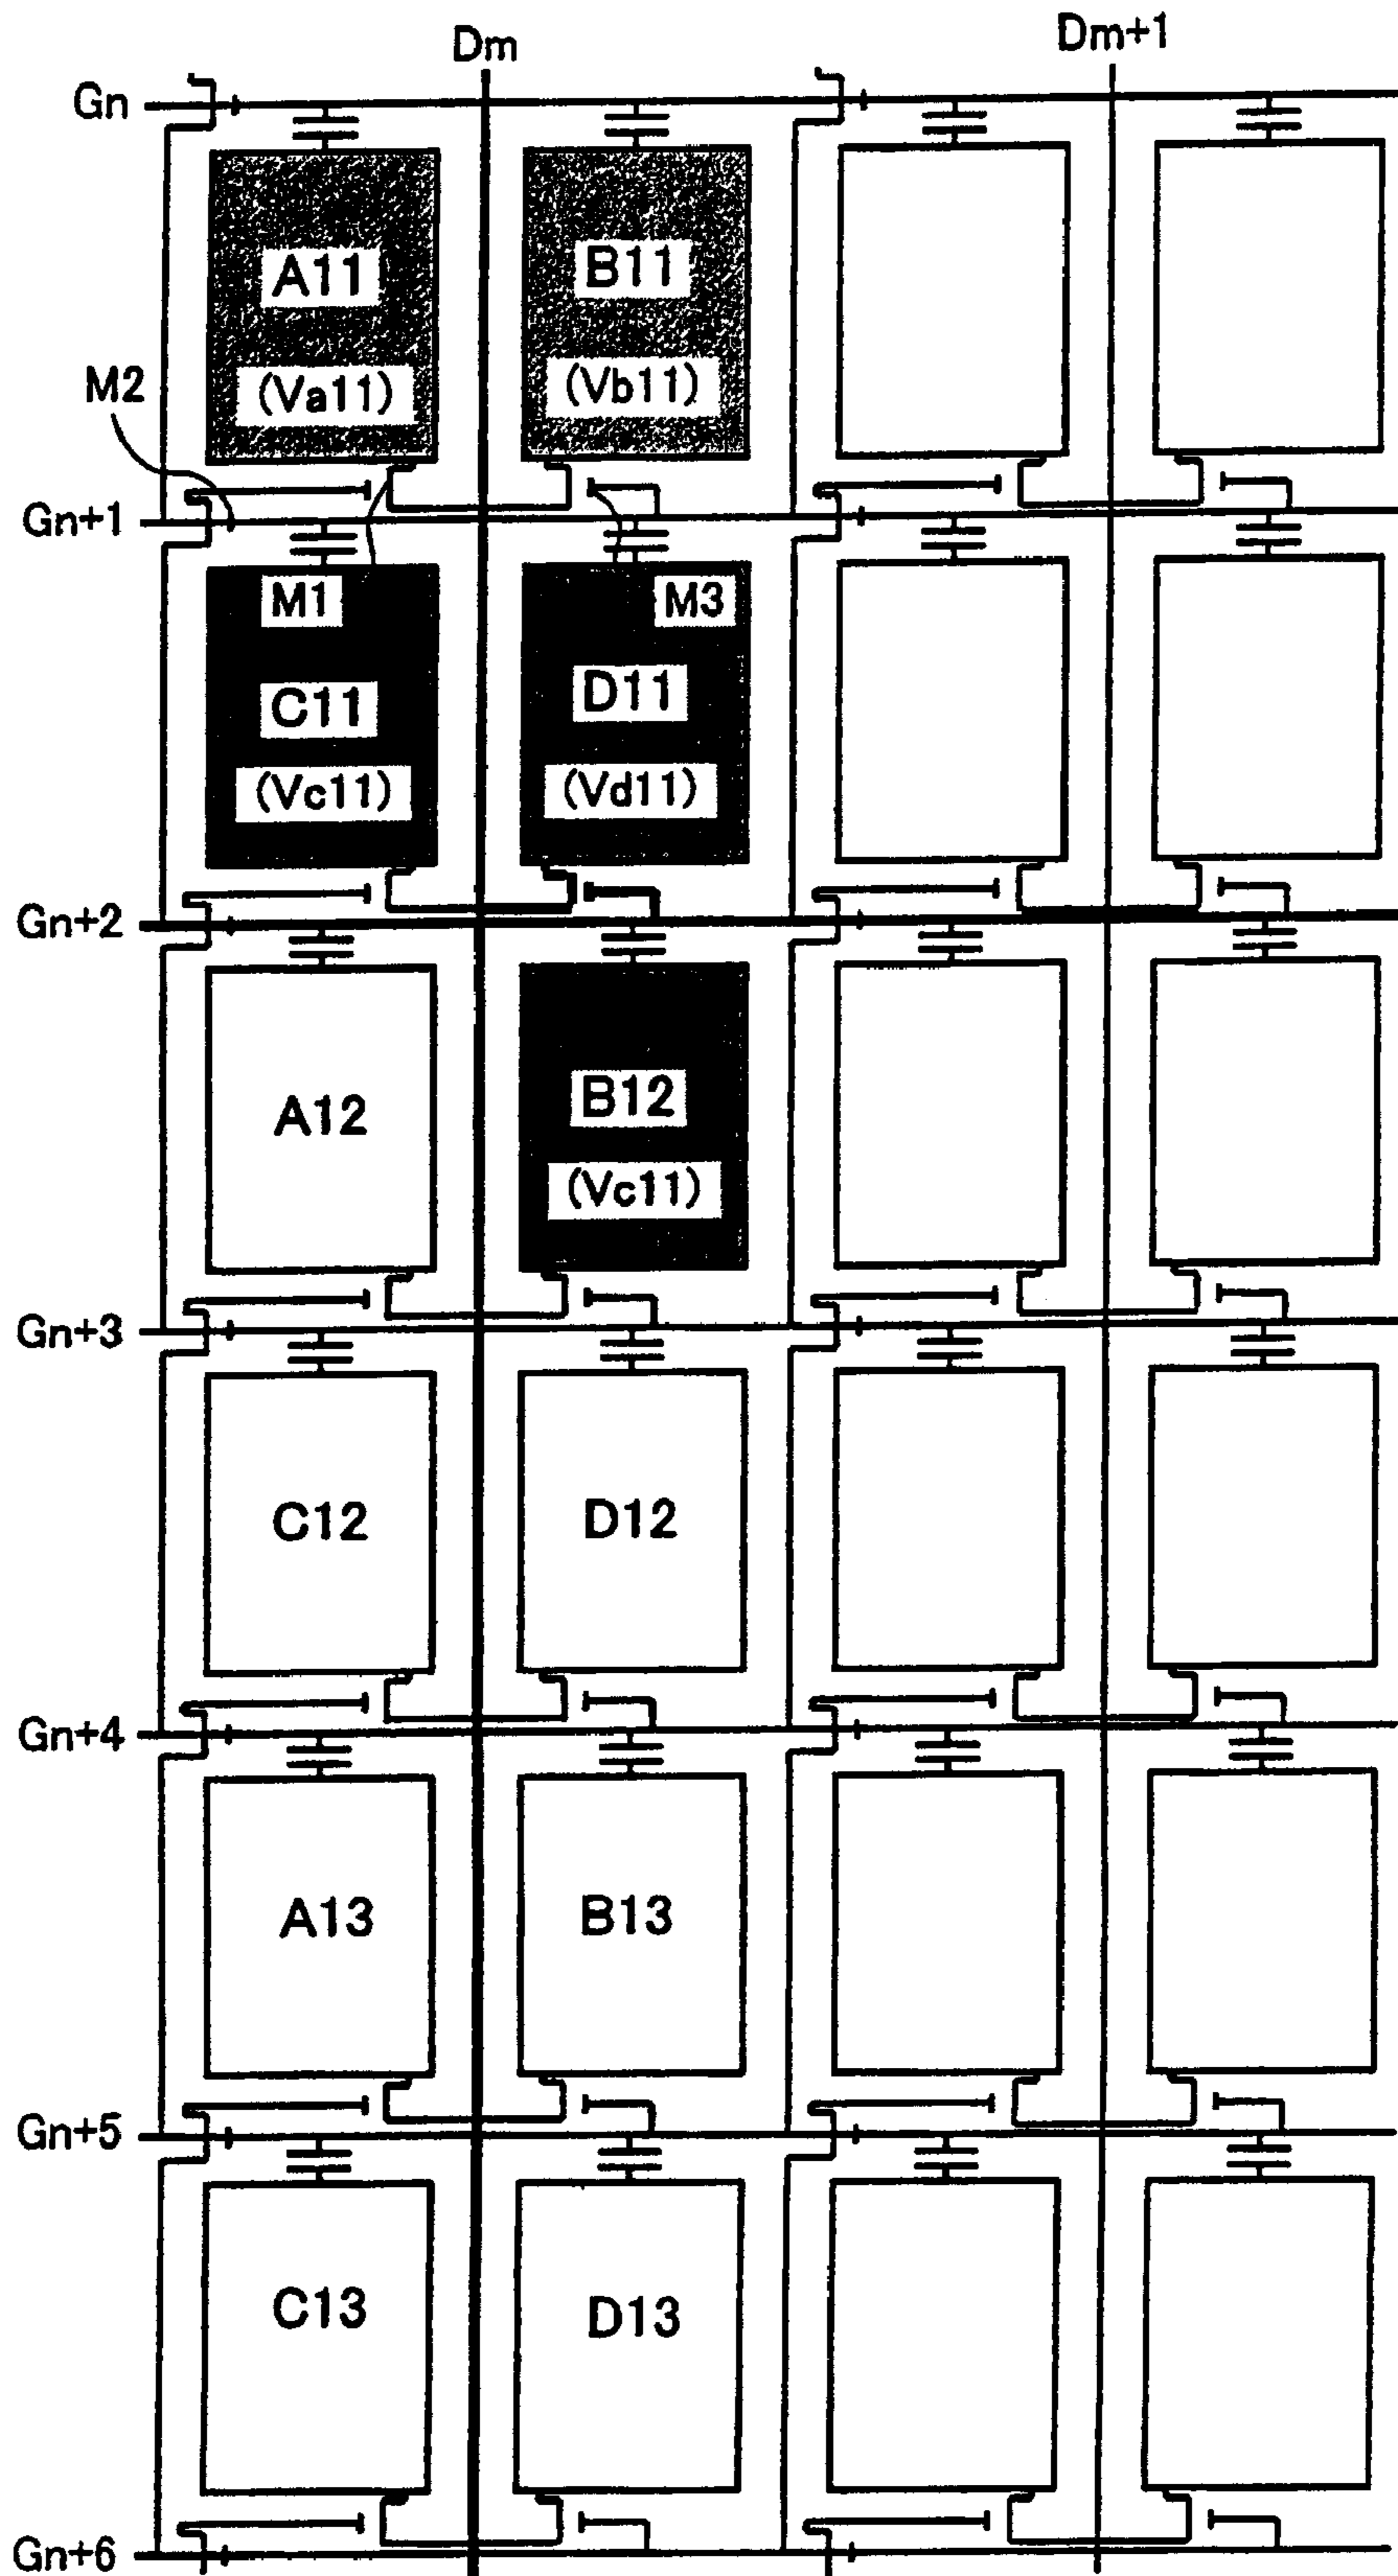 Dm Dm+1
Gn
A11 B11
(Va11) (Vb11)
M2
Gn+1
M1 M3
C11 D11
(Vc11) (Vd11)
Gn+2
A12 B12
(Vc11)
Gn+3
C12 D12
Gn+4
A13 B13
Gn+5
C13 D13
Gn+6